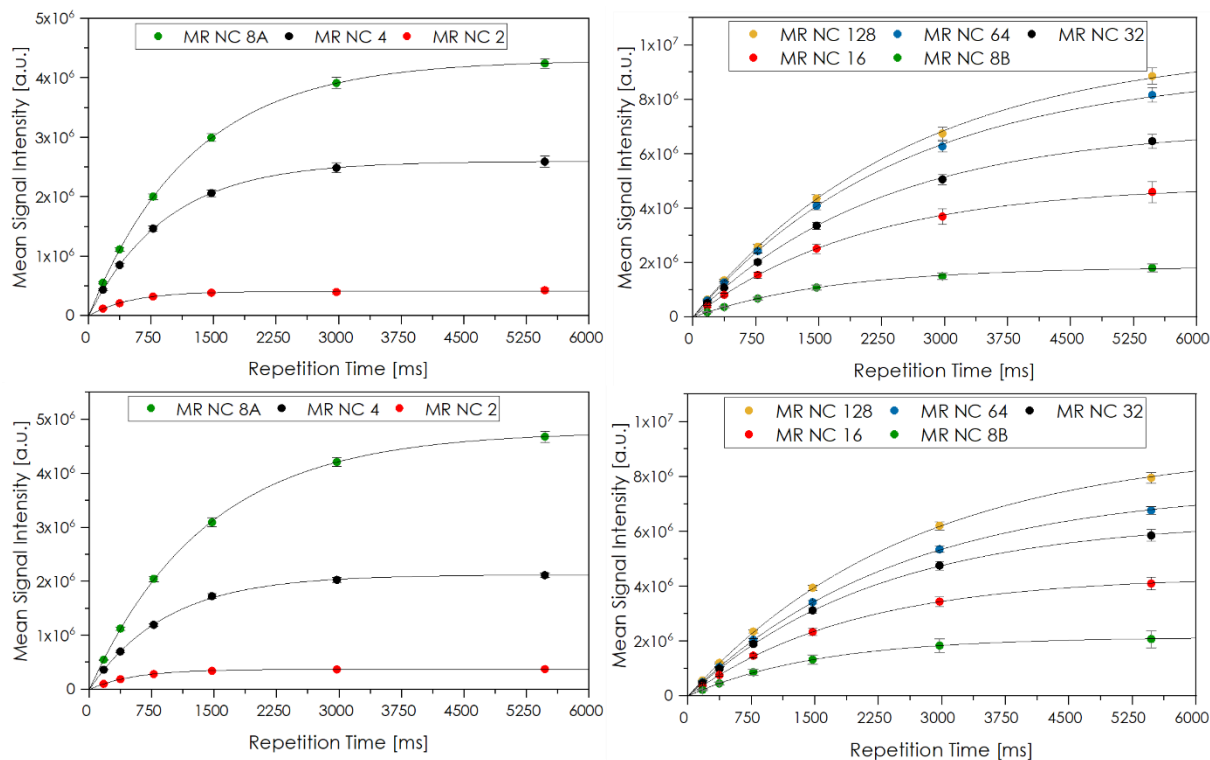 MR NC 8A MR NC 4 MR NC 2
5x10⁶
4x10⁶
3x10⁶
2x10⁶
1x10⁶
0
Mean Signal Intensity [a.u.]
0 750 1500 2250 3000 3750 4500 5250 6000
Repetition Time [ms]
MR NC 128 MR NC 64 MR NC 32
MR NC 16 MR NC 8B
1x10⁷
8x10⁶
6x10⁶
4x10⁶
2x10⁶
0
Mean Signal Intensity [a.u.]
0 750 1500 2250 3000 3750 4500 5250 6000
Repetition Time [ms]
MR NC 8A MR NC 4 MR NC 2
5x10⁶
4x10⁶
3x10⁶
2x10⁶
1x10⁶
0
Mean Signal Intensity [a.u.]
0 750 1500 2250 3000 3750 4500 5250 6000
Repetition Time [ms]
MR NC 128 MR NC 64 MR NC 32
MR NC 16 MR NC 8B
1x10⁷
8x10⁶
6x10⁶
4x10⁶
2x10⁶
0
Mean Signal Intensity [a.u.]
0 750 1500 2250 3000 3750 4500 5250 6000
Repetition Time [ms]